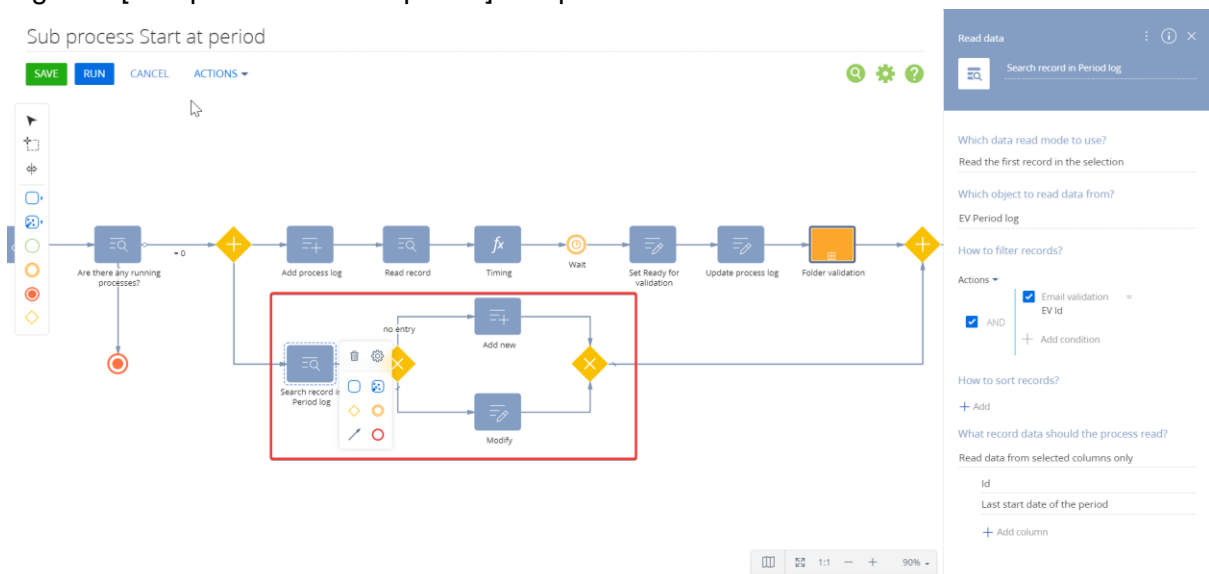 Sub process Start at period
SAVE
RUN
CANCEL
ACTIONS
Are there any running
processes?
= 0
Add process log
Read record
fx
Timing
Wait
Set Ready for
validation
Update process log
Folder validation
no entry
Add new
Search record in
Period log
Modify
1:1
90%
Read data
Search record in Period log
Which data read mode to use?
Read the first record in the selection
Which object to read data from?
EV Period log
How to filter records?
Actions
Email validation =
EV Id
AND
Add condition
How to sort records?
Add
What record data should the process read?
Read data from selected columns only
Id
Last start date of the period
Add column